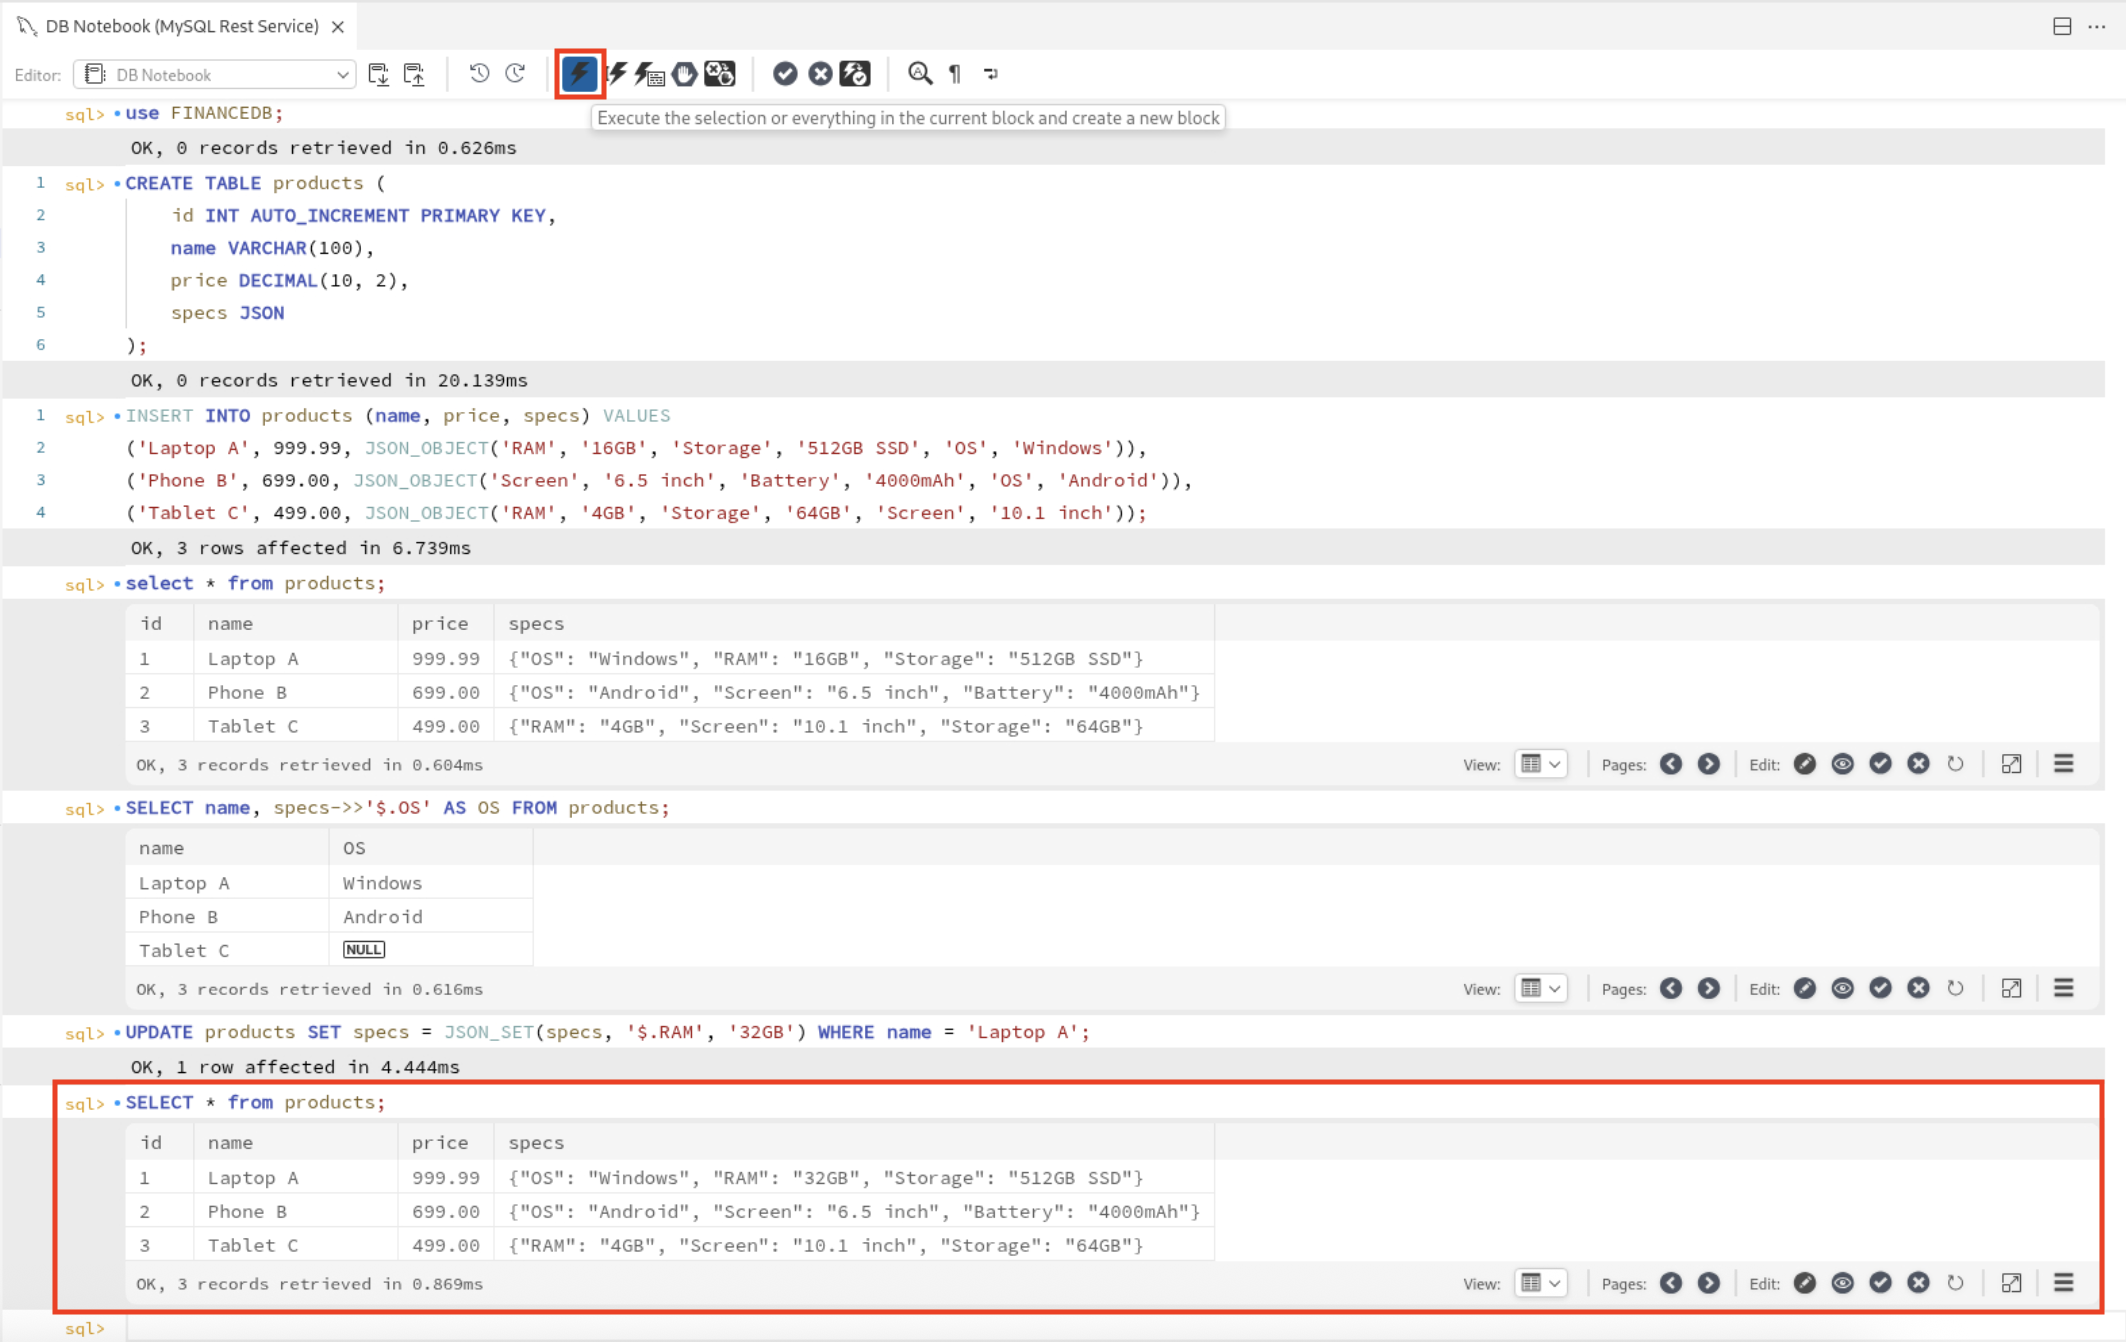 DB Notebook (MySQL Rest Service)
Editor: DB Notebook
Execute the selection or everything in the current block and create a new block
sql> use FINANCEDB;
OK, 0 records retrieved in 0.626ms
1 sql> CREATE TABLE products (
2 id INT AUTO_INCREMENT PRIMARY KEY,
3 name VARCHAR(100),
4 price DECIMAL(10, 2),
5 specs JSON
6 );
OK, 0 records retrieved in 20.139ms
1 sql> INSERT INTO products (name, price, specs) VALUES
2 ('Laptop A', 999.99, JSON_OBJECT('RAM', '16GB', 'Storage', '512GB SSD', 'OS', 'Windows')),
3 ('Phone B', 699.00, JSON_OBJECT('Screen', '6.5 inch', 'Battery', '4000mAh', 'OS', 'Android')),
4 ('Tablet C', 499.00, JSON_OBJECT('RAM', '4GB', 'Storage', '64GB', 'Screen', '10.1 inch'));
OK, 3 rows affected in 6.739ms
sql> select * from products;
id name price specs
1 Laptop A 999.99 {"OS": "Windows", "RAM": "16GB", "Storage": "512GB SSD"}
2 Phone B 699.00 {"OS": "Android", "Screen": "6.5 inch", "Battery": "4000mAh"}
3 Tablet C 499.00 {"RAM": "4GB", "Screen": "10.1 inch", "Storage": "64GB"}
OK, 3 records retrieved in 0.604ms View: Pages: Edit:
sql> SELECT name, specs->>'$.OS' AS OS FROM products;
name OS
Laptop A Windows
Phone B Android
Tablet C NULL
OK, 3 records retrieved in 0.616ms View: Pages: Edit:
sql> UPDATE products SET specs = JSON_SET(specs, '$.RAM', '32GB') WHERE name = 'Laptop A';
OK, 1 row affected in 4.444ms
sql> SELECT * from products;
id name price specs
1 Laptop A 999.99 {"OS": "Windows", "RAM": "32GB", "Storage": "512GB SSD"}
2 Phone B 699.00 {"OS": "Android", "Screen": "6.5 inch", "Battery": "4000mAh"}
3 Tablet C 499.00 {"RAM": "4GB", "Screen": "10.1 inch", "Storage": "64GB"}
OK, 3 records retrieved in 0.869ms View: Pages: Edit:
sql>